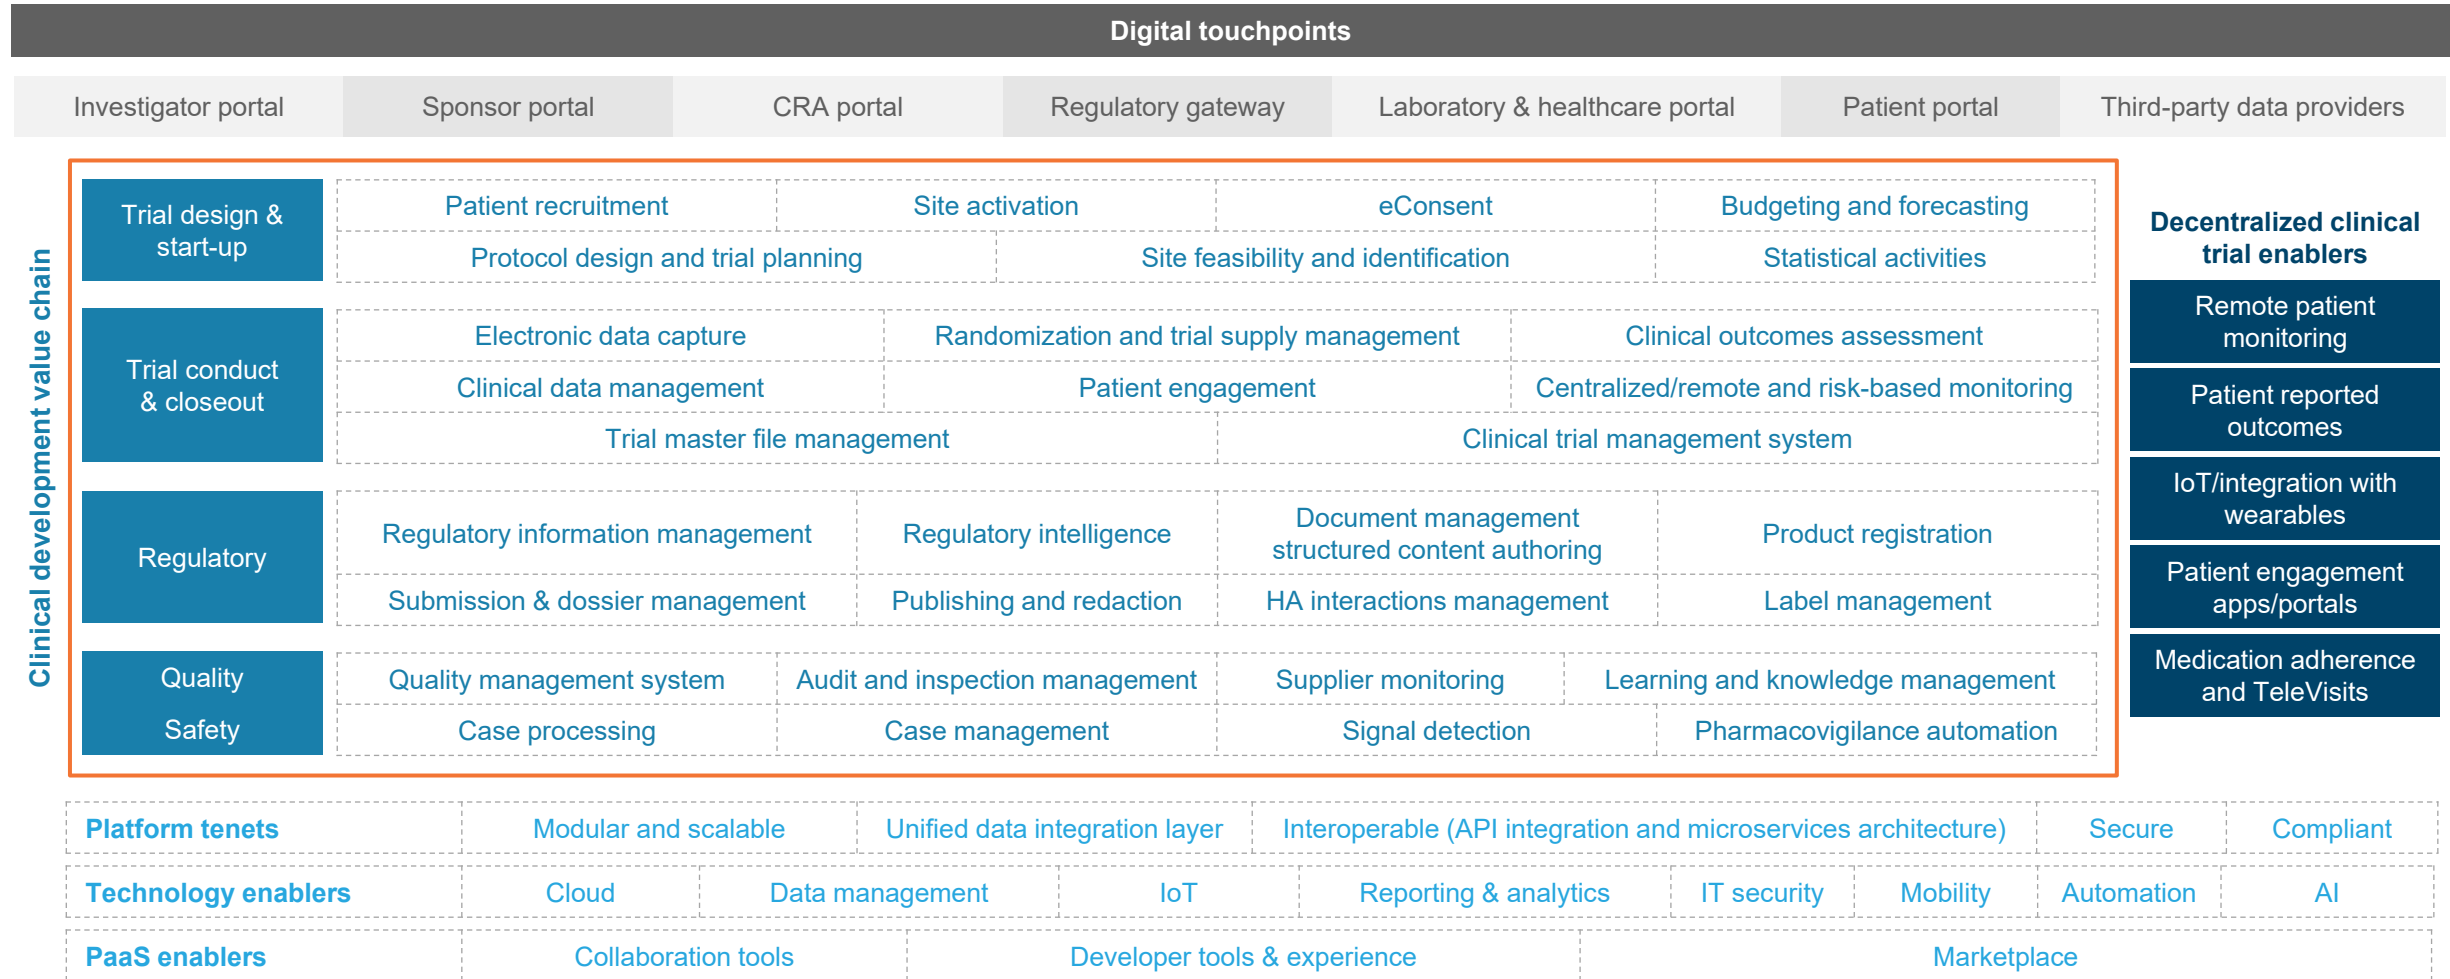 Digital touchpoints
Investigator portal
Sponsor portal
CRA portal
Regulatory gateway
Laboratory & healthcare portal
Patient portal
Third-party data providers
Clinical development value chain
Trial design &
start-up
Patient recruitment
Site activation
eConsent
Budgeting and forecasting
Protocol design and trial planning
Site feasibility and identification
Statistical activities
Trial conduct
& closeout
Electronic data capture
Randomization and trial supply management
Clinical outcomes assessment
Clinical data management
Patient engagement
Centralized/remote and risk-based monitoring
Trial master file management
Clinical trial management system
Regulatory
Regulatory information management
Regulatory intelligence
Document management
structured content authoring
Product registration
Submission & dossier management
Publishing and redaction
HA interactions management
Label management
Quality
Quality management system
Audit and inspection management
Supplier monitoring
Learning and knowledge management
Safety
Case processing
Case management
Signal detection
Pharmacovigilance automation
Decentralized clinical
trial enablers
Remote patient
monitoring
Patient reported
outcomes
IoT/integration with
wearables
Patient engagement
apps/portals
Medication adherence
and TeleVisits
Platform tenets
Modular and scalable
Unified data integration layer
Interoperable (API integration and microservices architecture)
Secure
Compliant
Technology enablers
Cloud
Data management
IoT
Reporting & analytics
IT security
Mobility
Automation
AI
PaaS enablers
Collaboration tools
Developer tools & experience
Marketplace